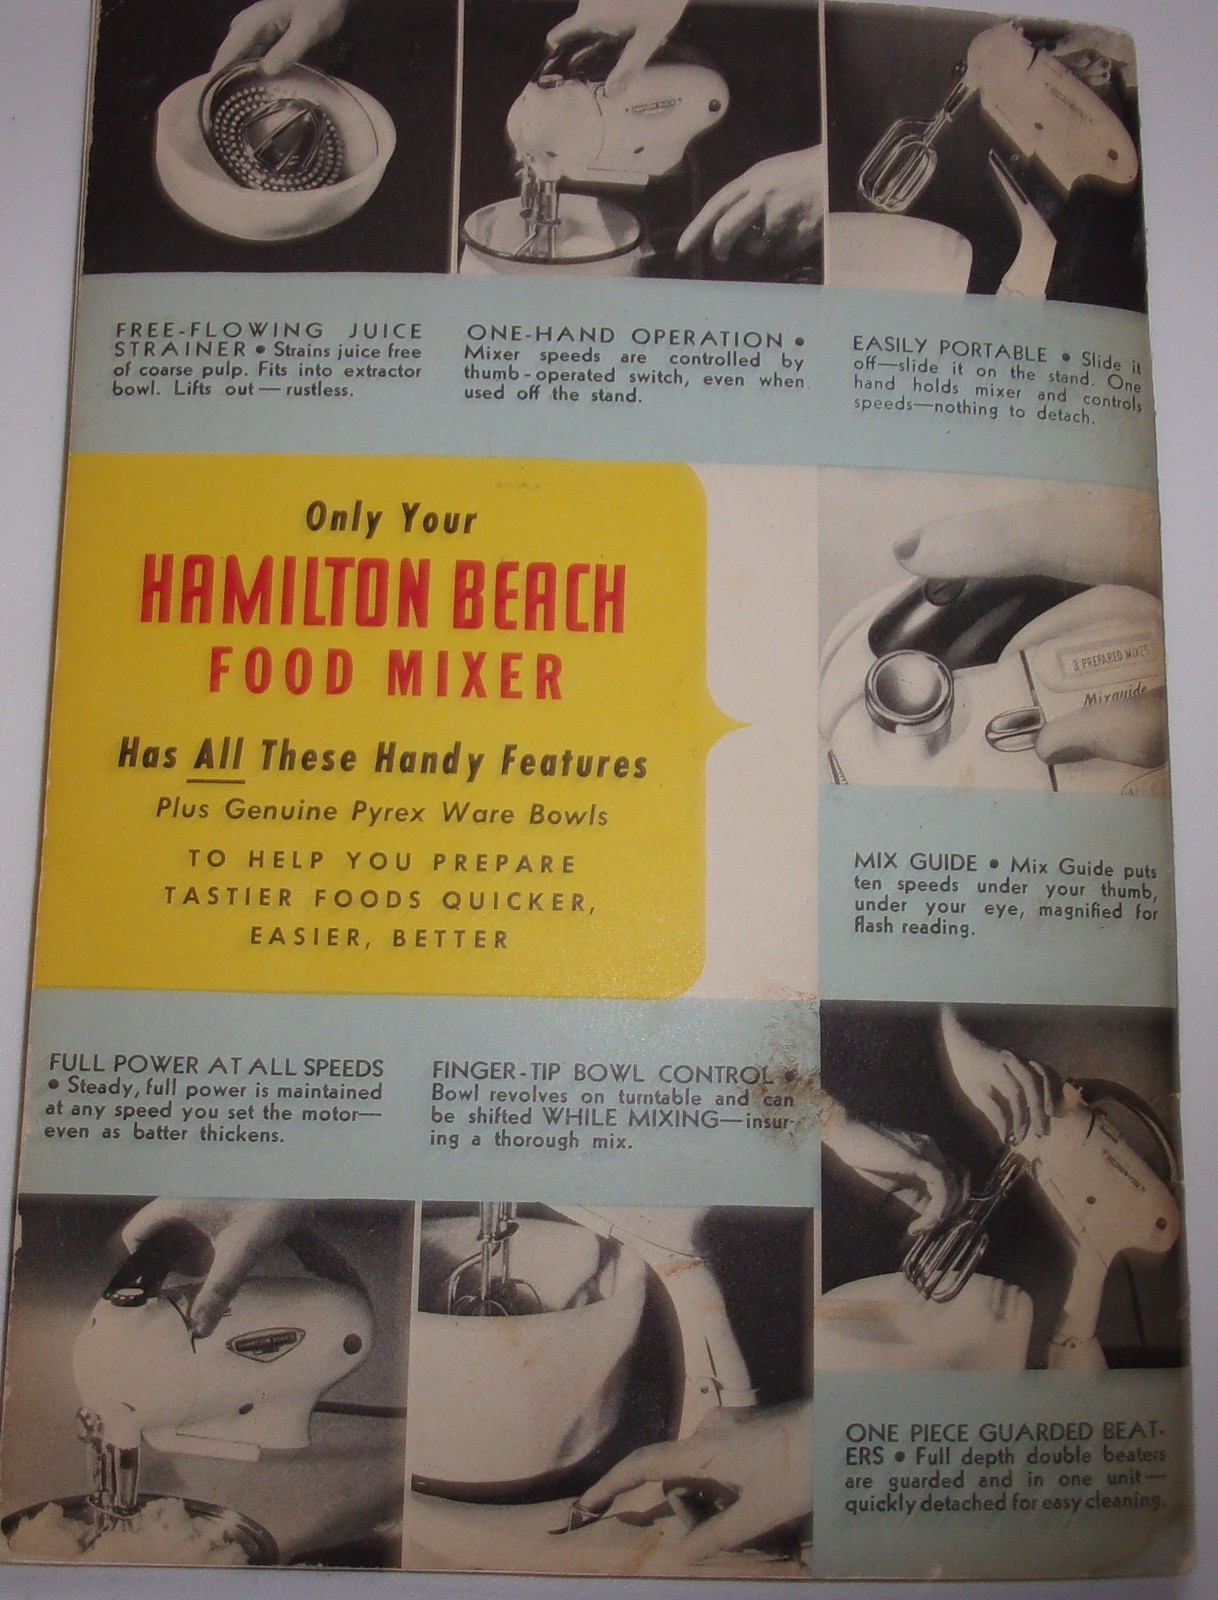 FREE-FLOWING JUICE
STRAINER • Strains juice free
of coarse pulp. Fits into extractor
bowl. Lifts out — rustless.
ONE-HAND OPERATION •
Mixer speeds are controlled by
thumb-operated switch, even when
used off the stand.
EASILY PORTABLE • Slide it
off—slide it on the stand. One
hand holds mixer and controls
speeds—nothing to detach.
Only Your
HAMILTON BEACH
FOOD MIXER
Has All These Handy Features
Plus Genuine Pyrex Ware Bowls
TO HELP YOU PREPARE
TASTIER FOODS QUICKER,
EASIER, BETTER
3 PREPARED MIXES
Mixguide
MIX GUIDE • Mix Guide puts
ten speeds under your thumb,
under your eye, magnified for
flash reading.
FULL POWER AT ALL SPEEDS
• Steady, full power is maintained
at any speed you set the motor—
even as batter thickens.
FINGER-TIP BOWL CONTROL •
Bowl revolves on turntable and can
be shifted WHILE MIXING—insur-
ing a thorough mix.
HAMILTON BEACH
ONE PIECE GUARDED BEAT-
ERS • Full depth double beaters
are guarded and in one unit—
quickly detached for easy cleaning.